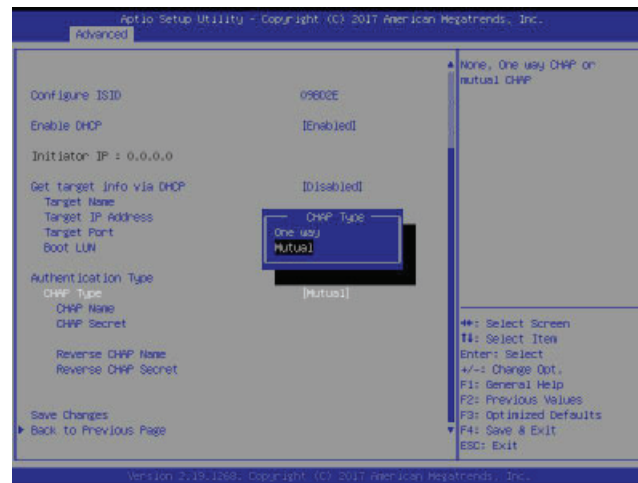 Aptio Setup Utility - Copyright (C) 2017 American Megatrends, Inc.
Advanced
Configure ISID 09BD2E
Enable DHCP [Enabled]
Initiator IP : 0.0.0.0
Get target info via DHCP [Disabled]
Target Name
Target IP Address
Target Port
Boot LUN
CHAP Type
One way
Mutual
Authentication Type
CHAP Type [Mutual]
CHAP Name
CHAP Secret
Reverse CHAP Name
Reverse CHAP Secret
Save Changes
Back to Previous Page
None, One way CHAP or
mutual CHAP
→←: Select Screen
↑↓: Select Item
Enter: Select
+/-: Change Opt.
F1: General Help
F2: Previous Values
F3: Optimized Defaults
F4: Save & Exit
ESC: Exit
Version 2.19.1268. Copyright (C) 2017 American Megatrends, Inc.